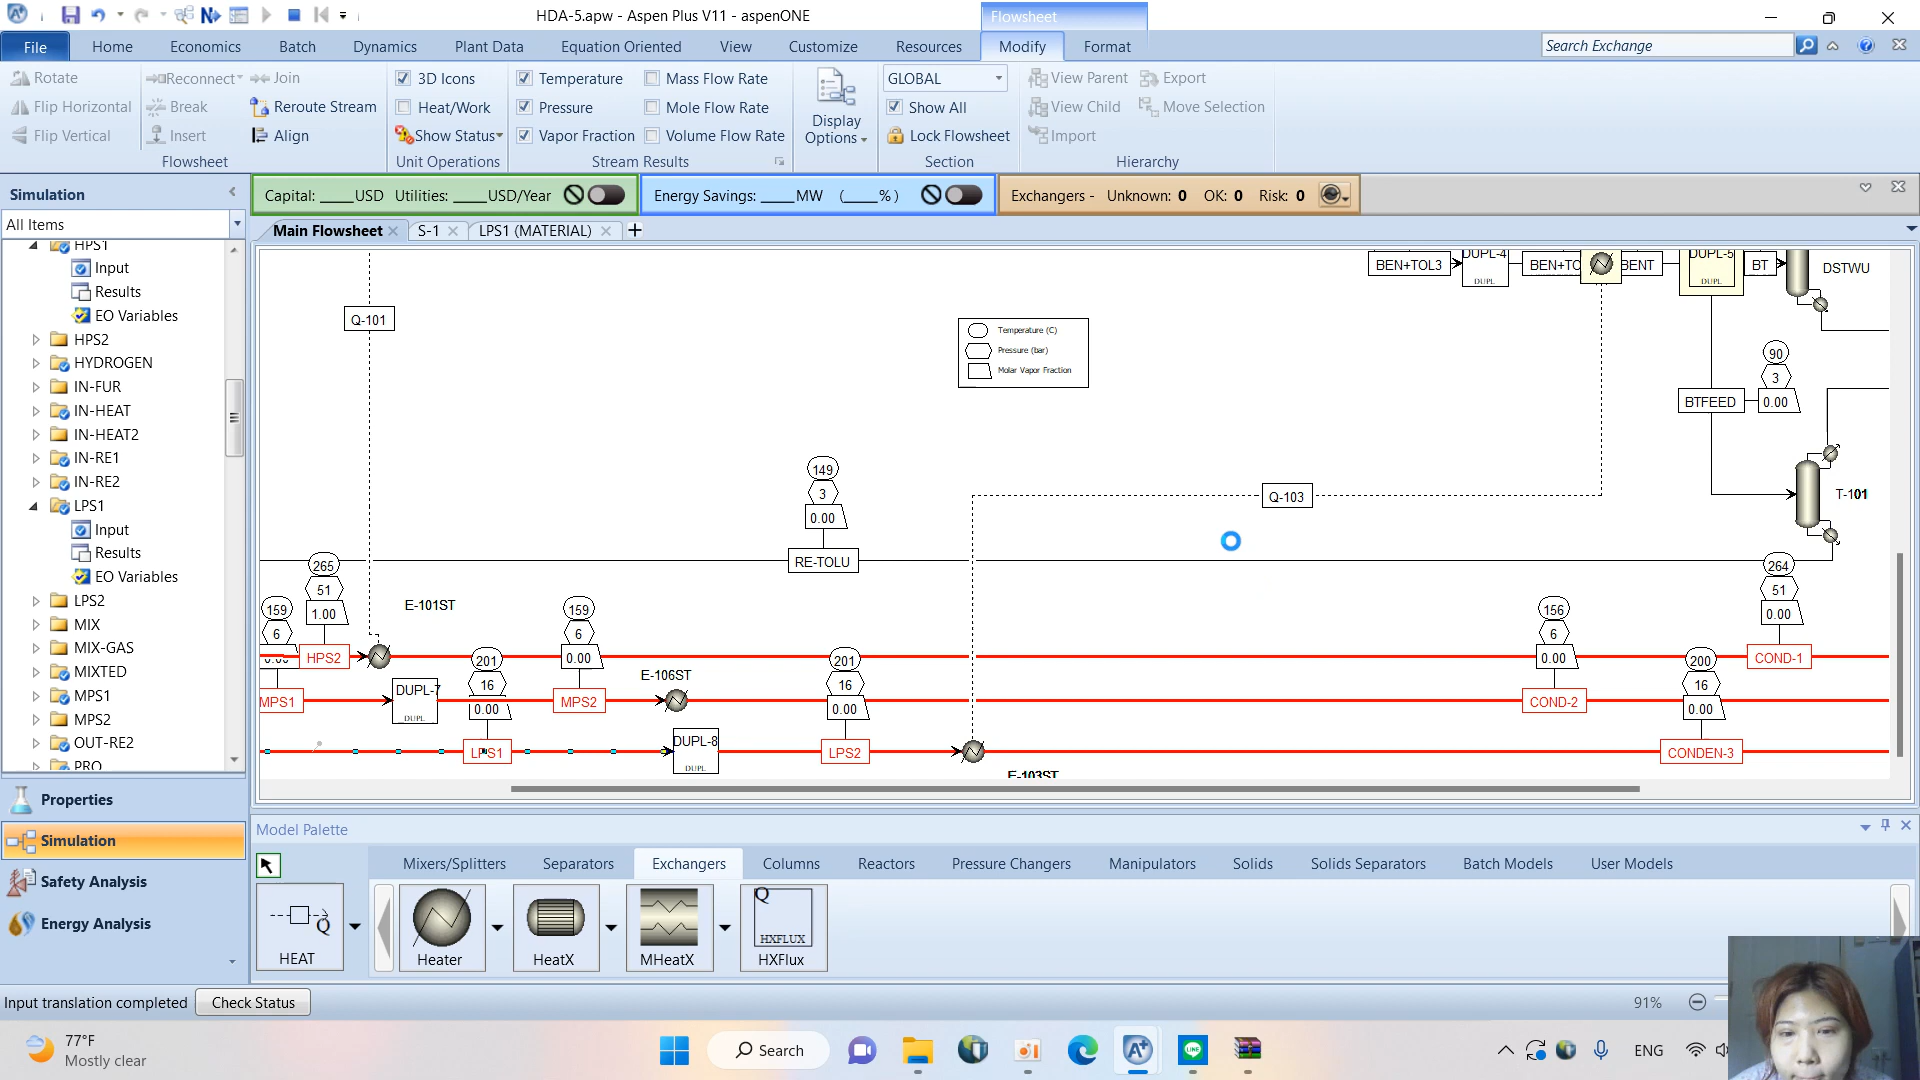 HDA-5.apw - Aspen Plus V11 - aspenONE
Flowsheet
File
Home
Economics
Batch
Dynamics
Plant Data
Equation Oriented
View
Customize
Resources
Modify
Format
Search Exchange
Rotate
Flip Horizontal
Flip Vertical
Reconnect
Break
Insert
Join
Reroute Stream
Align
Flowsheet
3D Icons
Heat/Work
Show Status
Unit Operations
Temperature
Pressure
Vapor Fraction
Mass Flow Rate
Mole Flow Rate
Volume Flow Rate
Stream Results
Display
Options
GLOBAL
Show All
Lock Flowsheet
Section
View Parent
View Child
Import
Export
Move Selection
Hierarchy
Simulation
All Items
Capital: ____USD Utilities: ____USD/Year
Energy Savings: ____MW (____%)
Exchangers - Unknown: 0 OK: 0 Risk: 0
Main Flowsheet
S-1
LPS1 (MATERIAL)
HPS1
Input
Results
EO Variables
HPS2
HYDROGEN
IN-FUR
IN-HEAT
IN-HEAT2
IN-RE1
IN-RE2
LPS1
Input
Results
EO Variables
LPS2
MIX
MIX-GAS
MIXTED
MPS1
MPS2
OUT-RE2
PRO
Properties
Simulation
Safety Analysis
Energy Analysis
BEN+TOL3
DUPL-4
DUPL
BEN+TO
BENT
DUPL-5
DUPL
BT
DSTWU
Q-101
Temperature (C)
Pressure (bar)
Molar Vapor Fraction
90
3
BTFEED
0.00
149
3
0.00
Q-103
T-101
RE-TOLU
265
51
1.00
HPS2
E-101ST
159
6
0.00
MPS1
DUPL-7
DUPL
201
16
0.00
LPS1
159
6
0.00
MPS2
E-106ST
DUPL-8
DUPL
201
16
0.00
LPS2
E-103ST
156
6
0.00
COND-2
200
16
0.00
CONDEN-3
264
51
0.00
COND-1
Model Palette
Mixers/Splitters
Separators
Exchangers
Columns
Reactors
Pressure Changers
Manipulators
Solids
Solids Separators
Batch Models
User Models
Q
HEAT
Heater
HeatX
MHeatX
Q
HXFLUX
HXFlux
Input translation completed
Check Status
91%
77°F
Mostly clear
Search
ENG